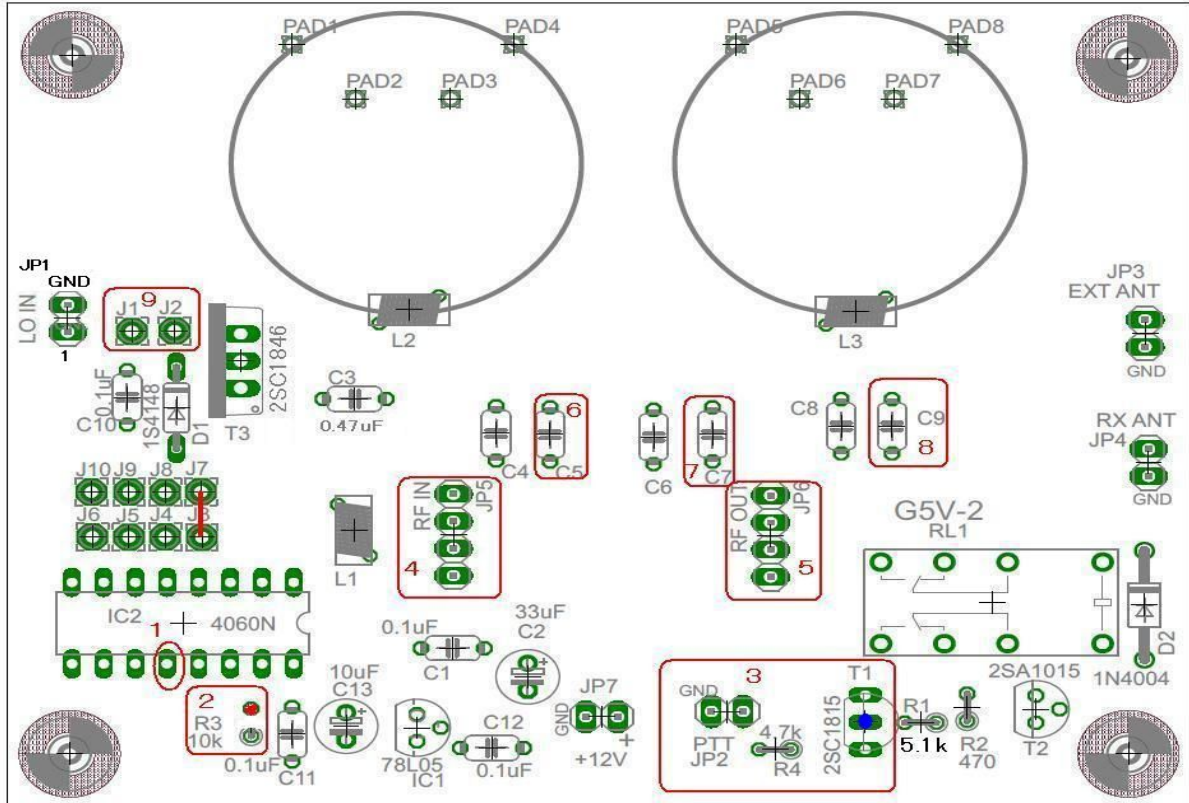 PAD1
PAD4
PAD5
PAD8
PAD2
PAD3
PAD6
PAD7
JP1
GND
LO IN
1
9
J1
J2
L2
L3
JP3
EXT ANT
GND
C10
0.1uF
1S4148
D1
2SC1846
T3
C3
0.47uF
C4
6
C5
C6
7
C7
C8
C9
8
RX ANT
JP4
GND
J10
J9
J8
J7
J6
J5
J4
J3
L1
RF IN
JP5
4
RF OUT
JP6
5
G5V-2
RL1
IC2
4060N
1
0.1uF
C1
33uF
C2
D2
1N4004
2
R3
10k
0.1uF
C11
10uF
C13
78L05
IC1
C12
0.1uF
JP7
+12V
GND
+
3
GND
PTT
JP2
4.7k
R4
T1
2SC1815
R1
5.1k
R2
470
2SA1015
T2